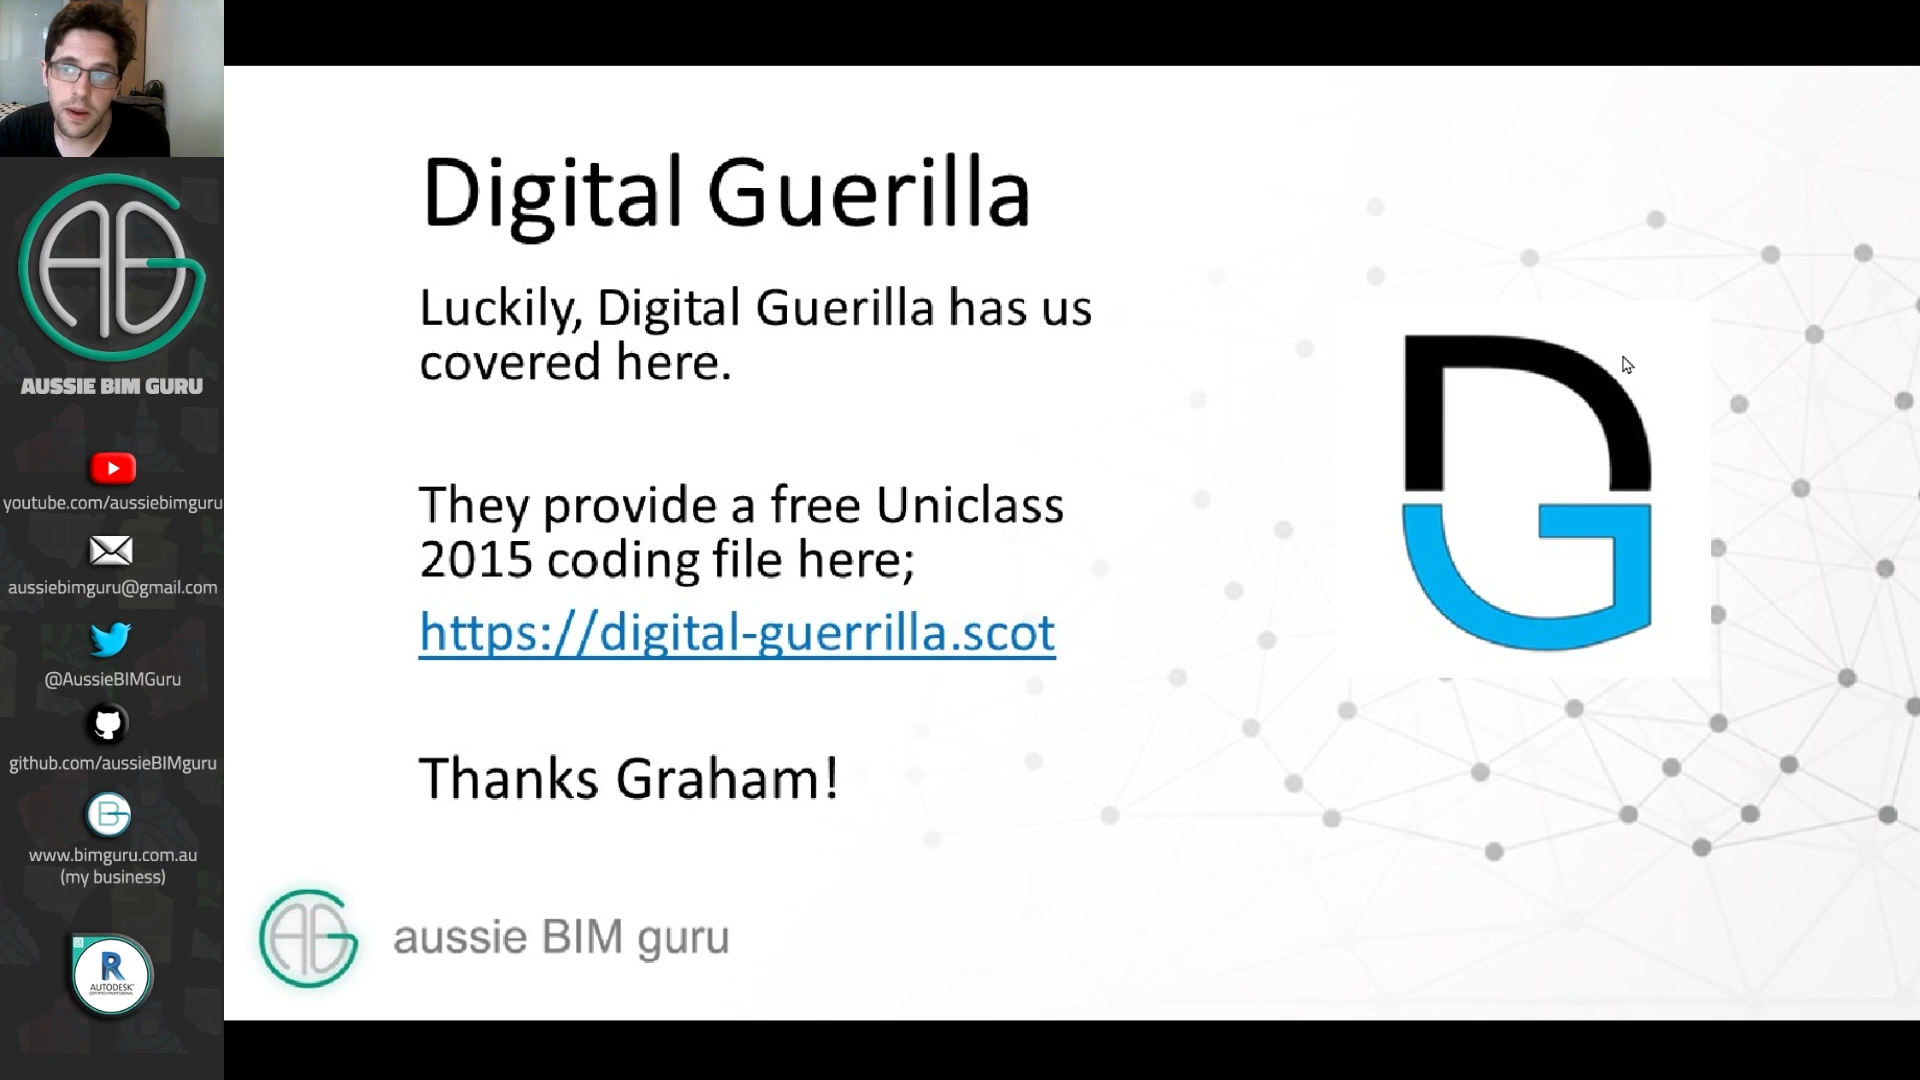 AUSSIE BIM GURU
youtube.com/aussiebimguru
aussiebimguru@gmail.com
@AussieBIMGuru
github.com/aussieBIMguru
www.bimguru.com.au
(my business)
R
AUTODESK
Digital Guerilla
Luckily, Digital Guerilla has us
covered here.
They provide a free Uniclass
2015 coding file here;
https://digital-guerrilla.scot
Thanks Graham!
DG
aussie BIM guru